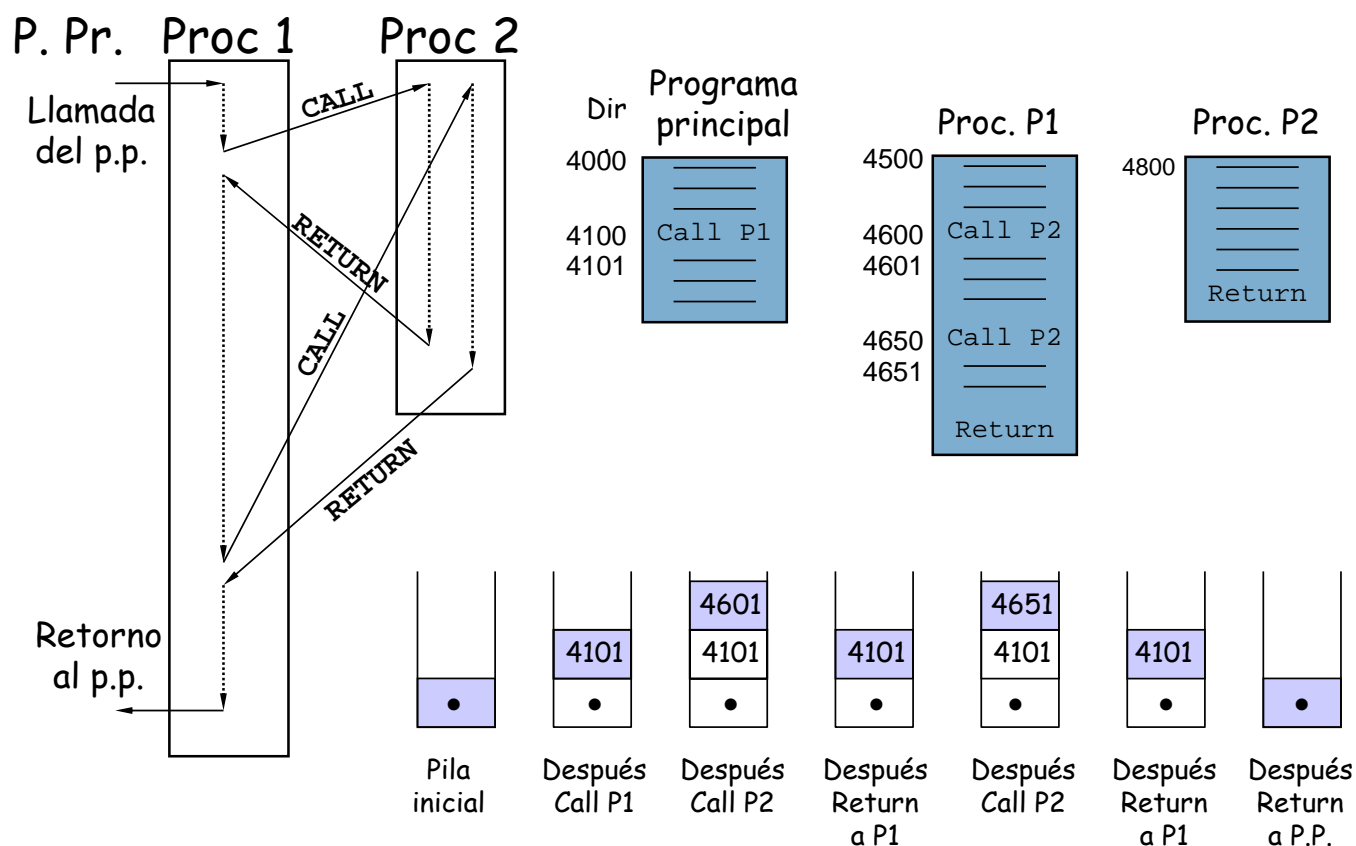 P. Pr.
Proc 1
Proc 2
Llamada
del p.p.
CALL
RETURN
CALL
RETURN
Retorno
al p.p.
Dir
Programa
principal
4000
4100
4101
Call P1
Proc. P1
4500
4600
4601
4650
4651
Call P2
Call P2
Return
Proc. P2
4800
Return
4101
4601
4101
4101
4651
4101
4101
Pila
inicial
Después
Call P1
Después
Call P2
Después
Return
a P1
Después
Call P2
Después
Return
a P1
Después
Return
a P.P.